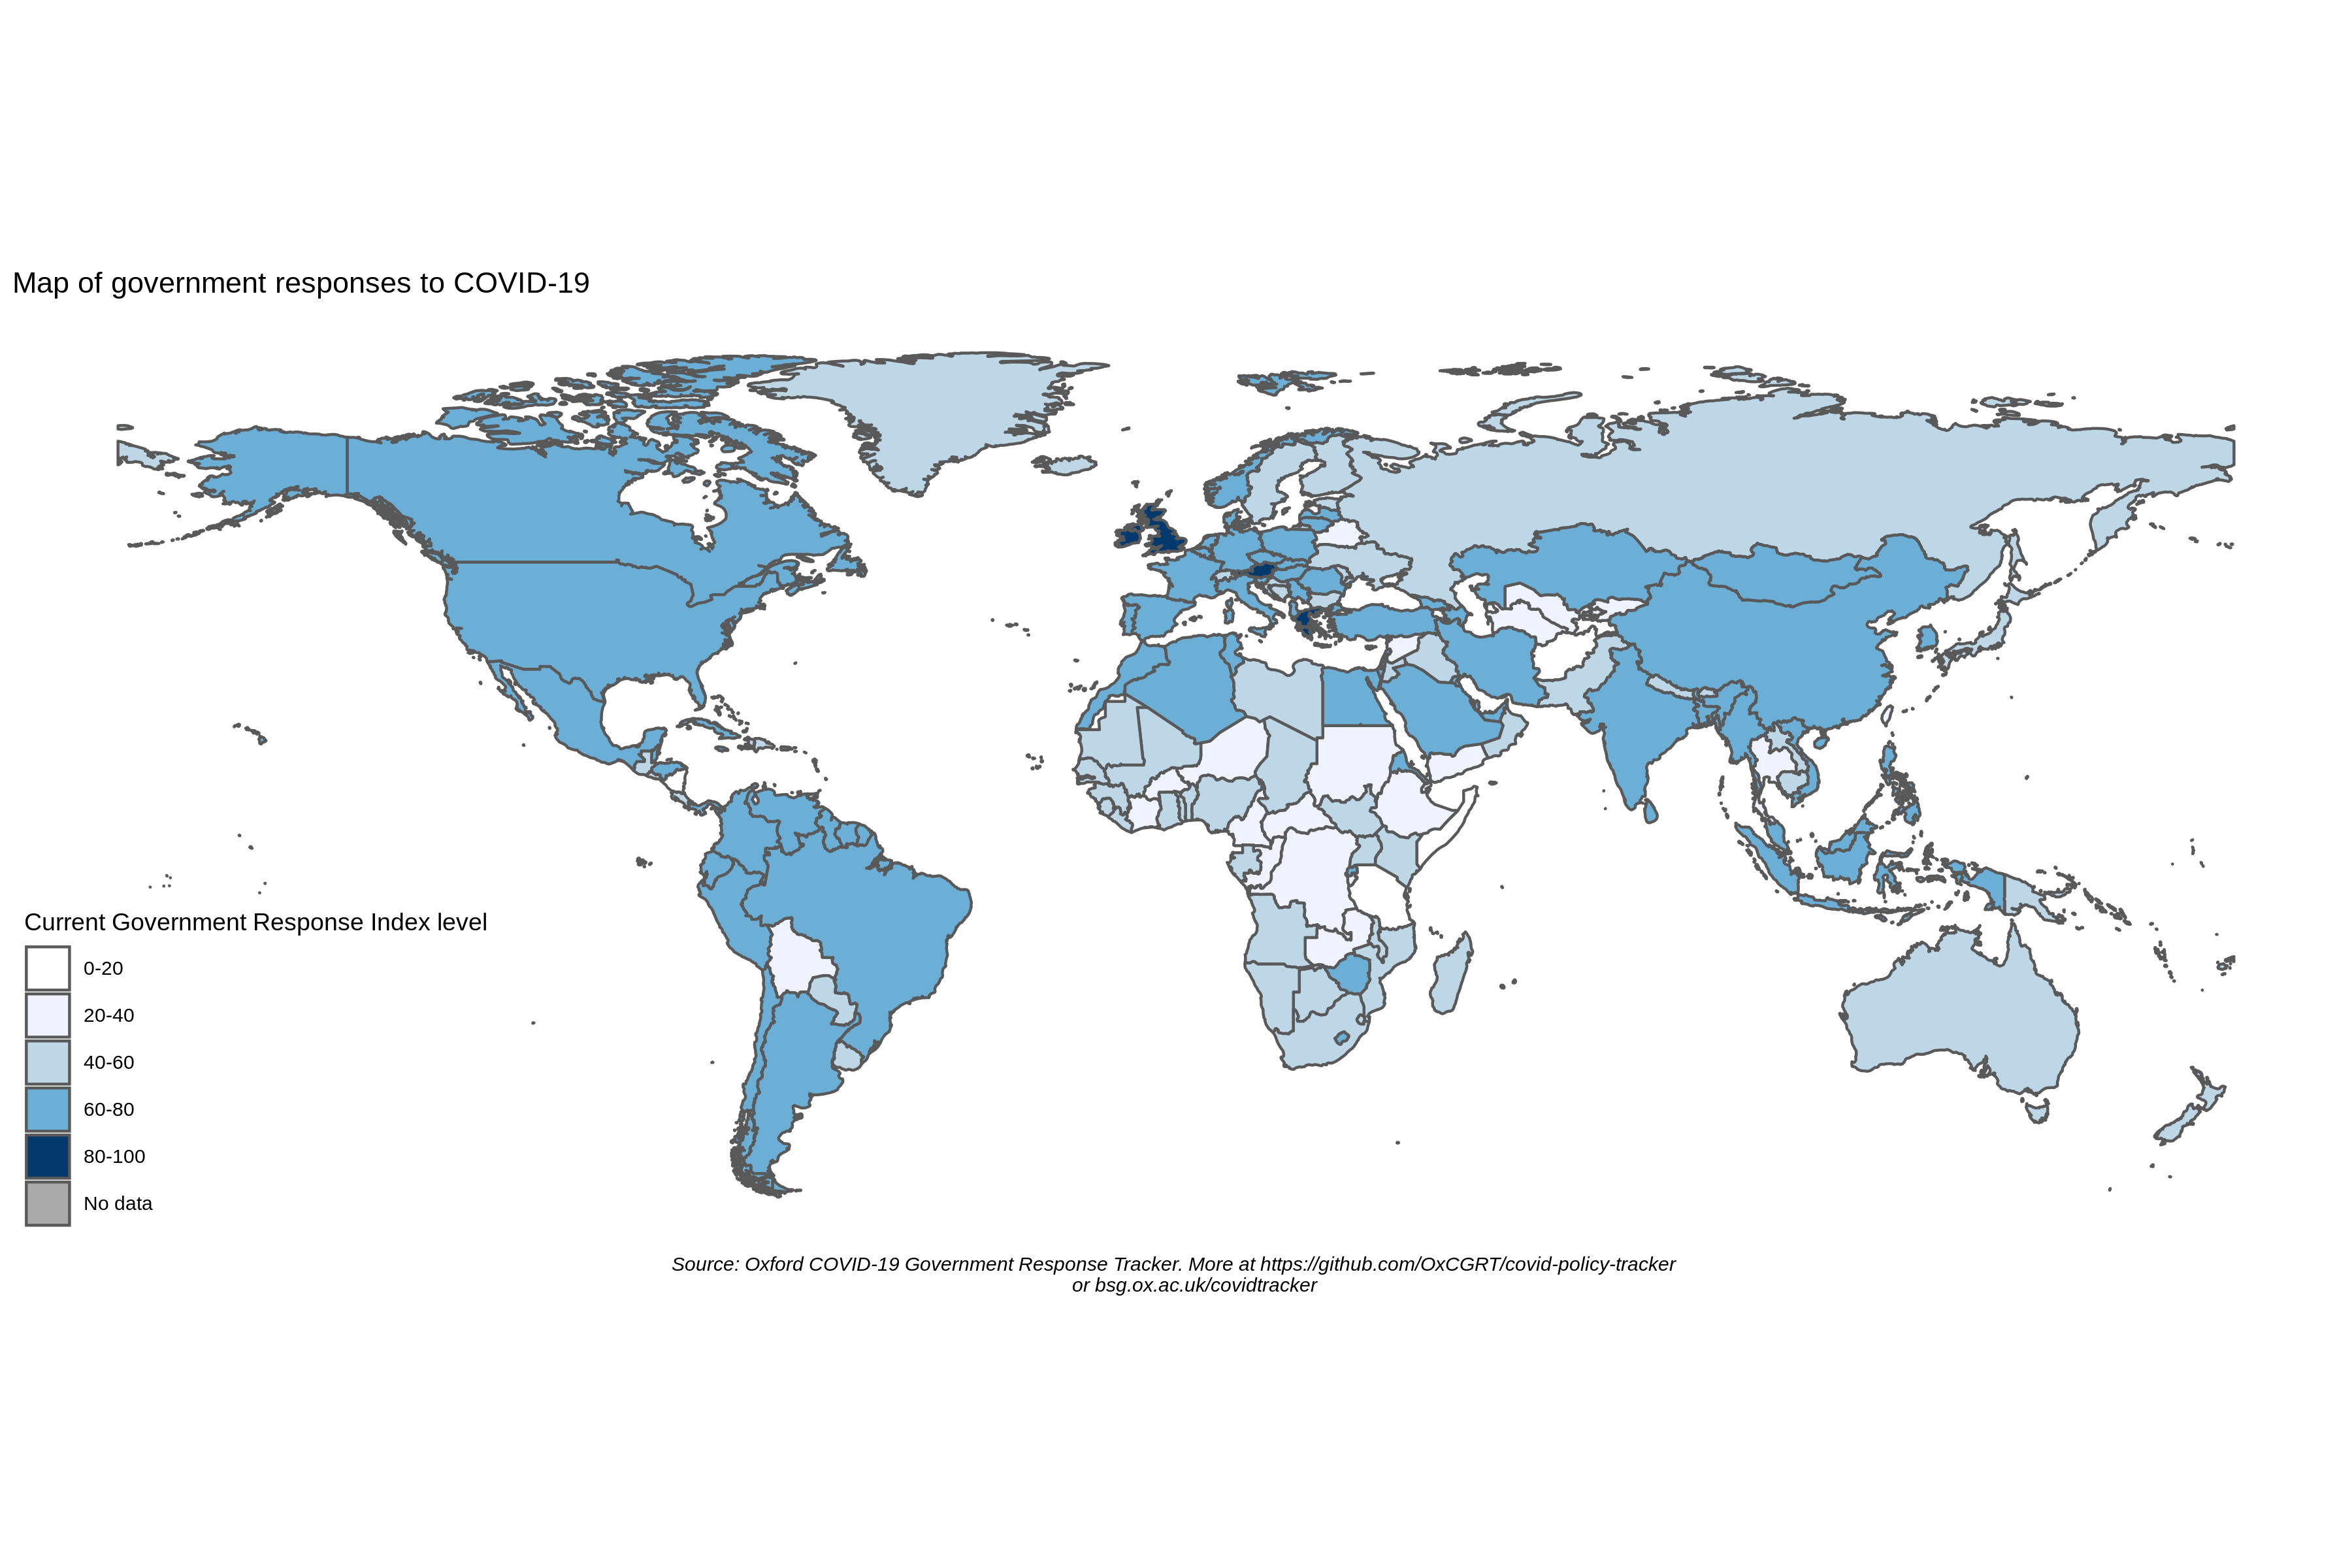 Map of government responses to COVID-19
Current Government Response Index level
0-20
20-40
40-60
60-80
80-100
No data
Source: Oxford COVID-19 Government Response Tracker. More at https://github.com/OxCGRT/covid-policy-tracker
or bsg.ox.ac.uk/covidtracker